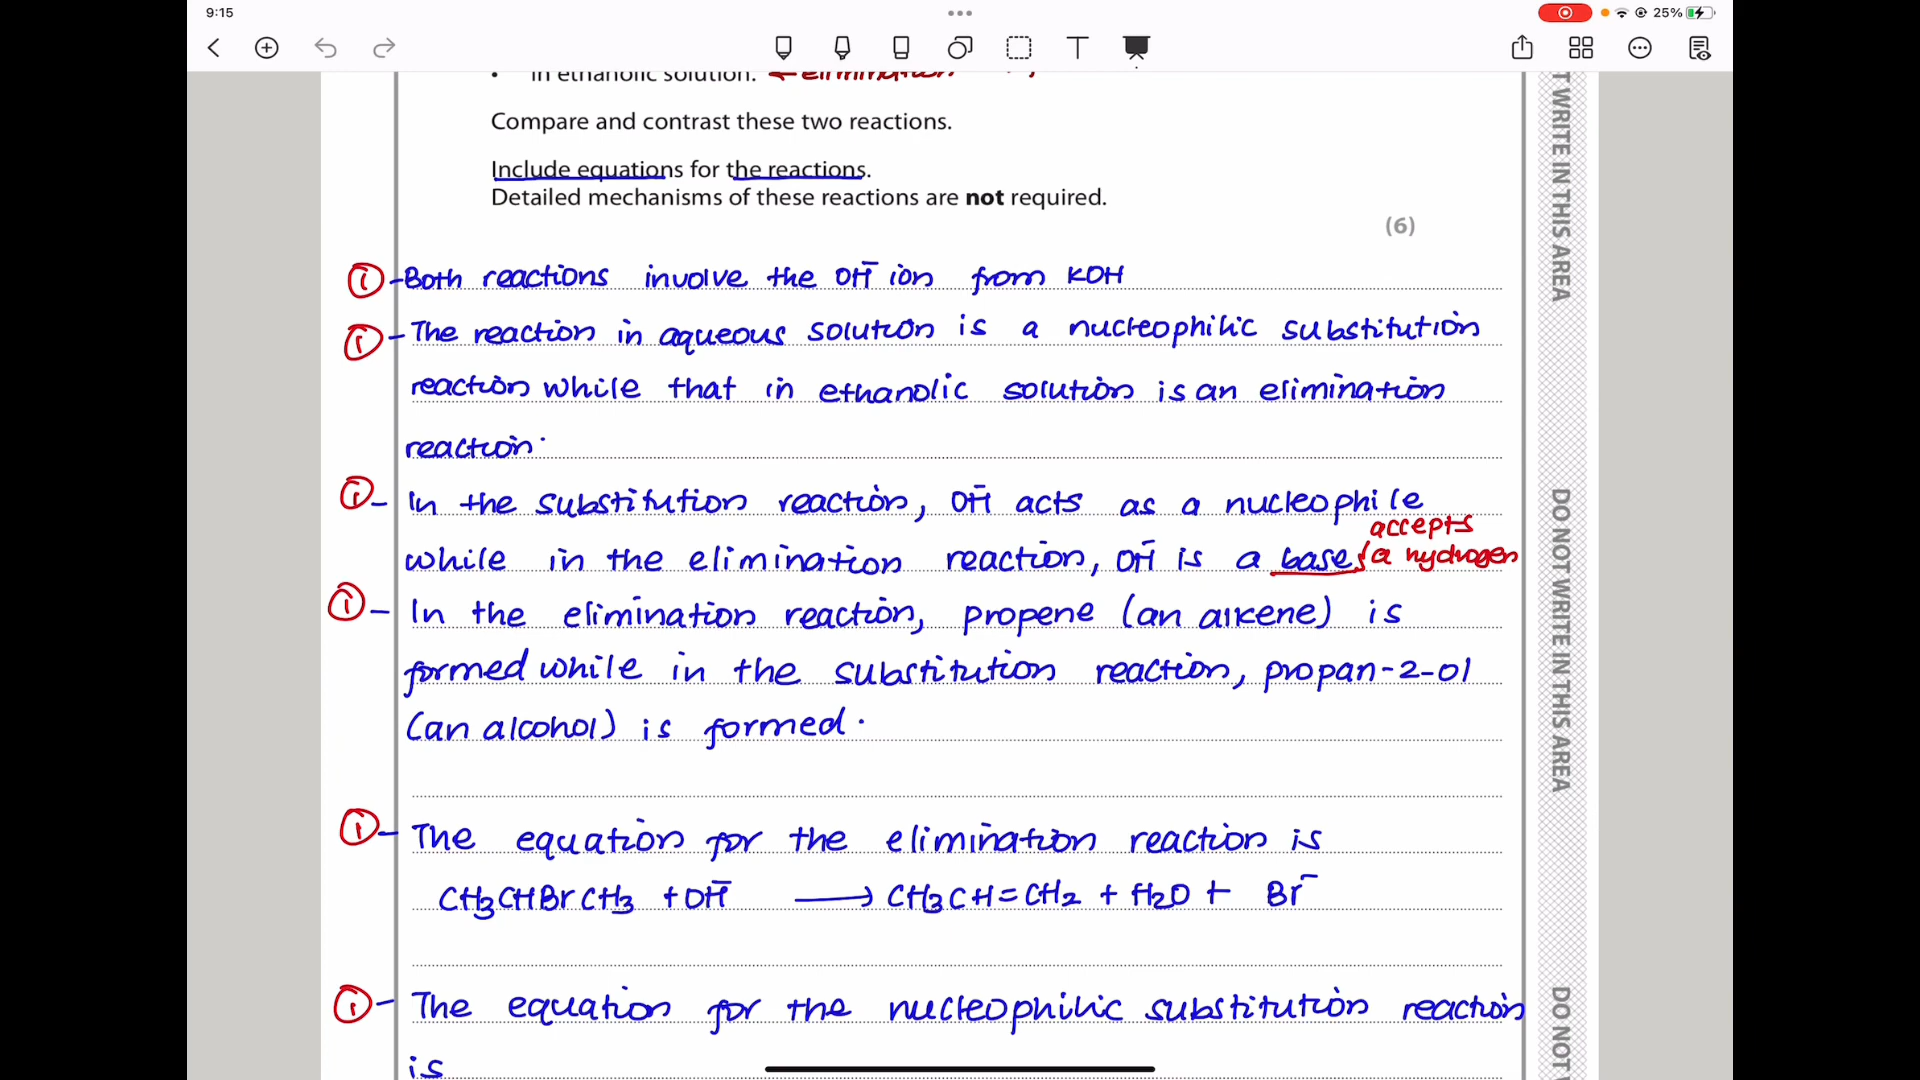 9:15
25%
in ethanolic solution. ← elimination
Compare and contrast these two reactions.
Include equations for the reactions.
Detailed mechanisms of these reactions are not required.
(6)
① - Both reactions involve the OH⁻ ion from KOH
① - The reaction in aqueous solution is a nucleophilic substitution
reaction while that in ethanolic solution is an elimination
reaction.
① - In the substitution reaction, OH⁻ acts as a nucleophile
accepts
while in the elimination reaction, OH⁻ is a base, a hydrogen
① - In the elimination reaction, propene (an alkene) is
formed while in the substitution reaction, propan-2-ol
(an alcohol) is formed.
① - The equation for the elimination reaction is
CH3CHBrCH3 + OH⁻ ⟶ CH3CH=CH2 + H2O + Br⁻
① - The equation for the nucleophilic substitution reaction
is
T WRITE IN THIS AREA
DO NOT WRITE IN THIS AREA
DO NOT